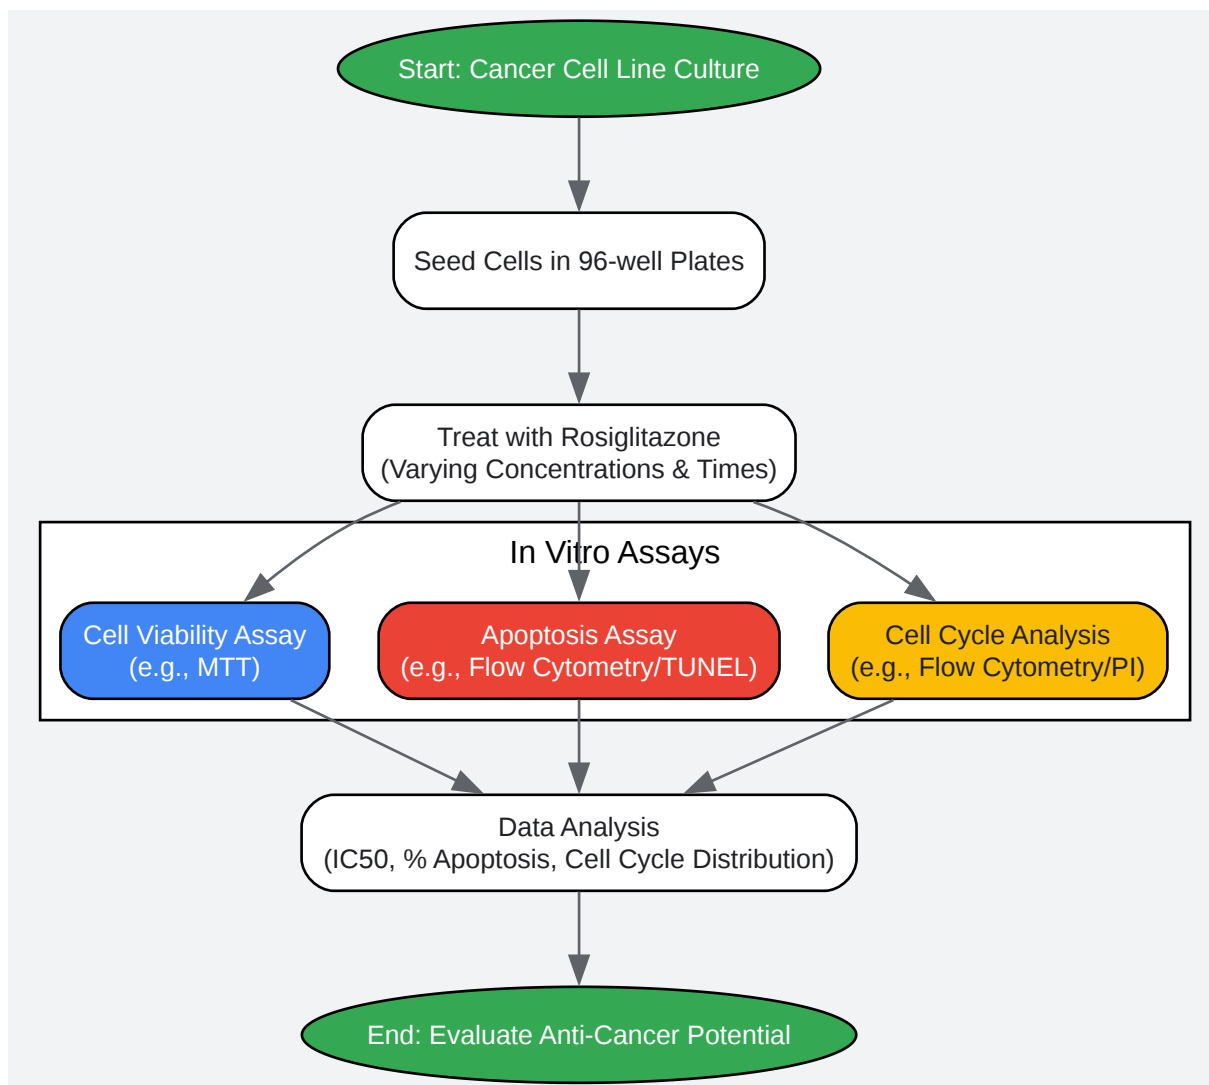 Start: Cancer Cell Line Culture
Seed Cells in 96-well Plates
Treat with Rosiglitazone
(Varying Concentrations & Times)
In Vitro Assays
Cell Viability Assay
(e.g., MTT)
Apoptosis Assay
(e.g., Flow Cytometry/TUNEL)
Cell Cycle Analysis
(e.g., Flow Cytometry/PI)
Data Analysis
(IC50, % Apoptosis, Cell Cycle Distribution)
End: Evaluate Anti-Cancer Potential